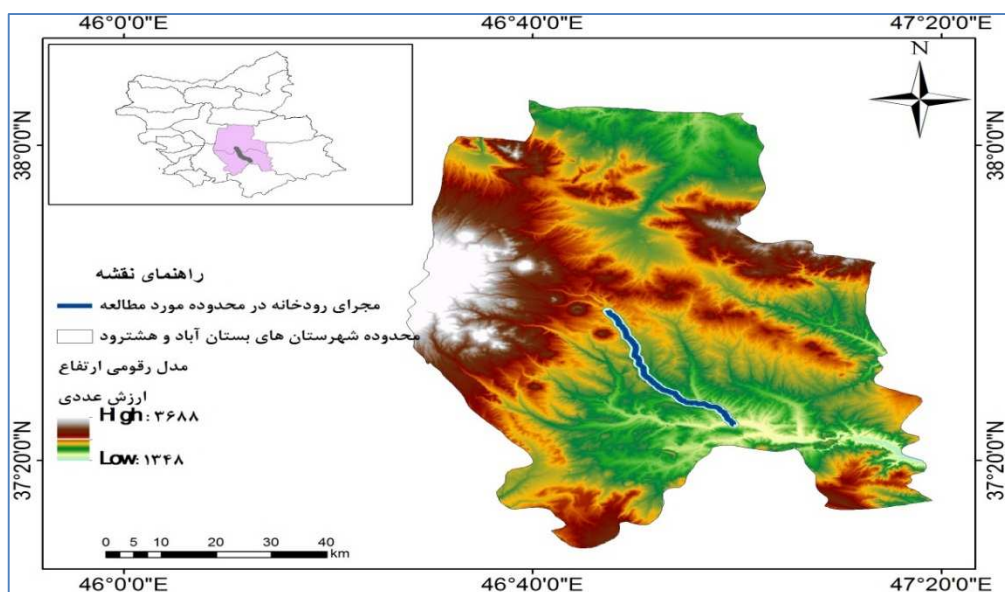 46°0'0"E 46°40'0"E 47°20'0"E
N
38°0'0"N 38°0'0"N
راهنمای نقشه
مجرای رودخانه در محدوده مورد مطالعه
محدوده شهرستان های بستان آباد و هشترود
مدل رقومی ارتفاع
ارزش عددی
High:۳۶۸۸
Low:۱۳۴۸
37°20'0"N 37°20'0"N
0 5 10 20 30 40
km
46°0'0"E 46°40'0"E 47°20'0"E